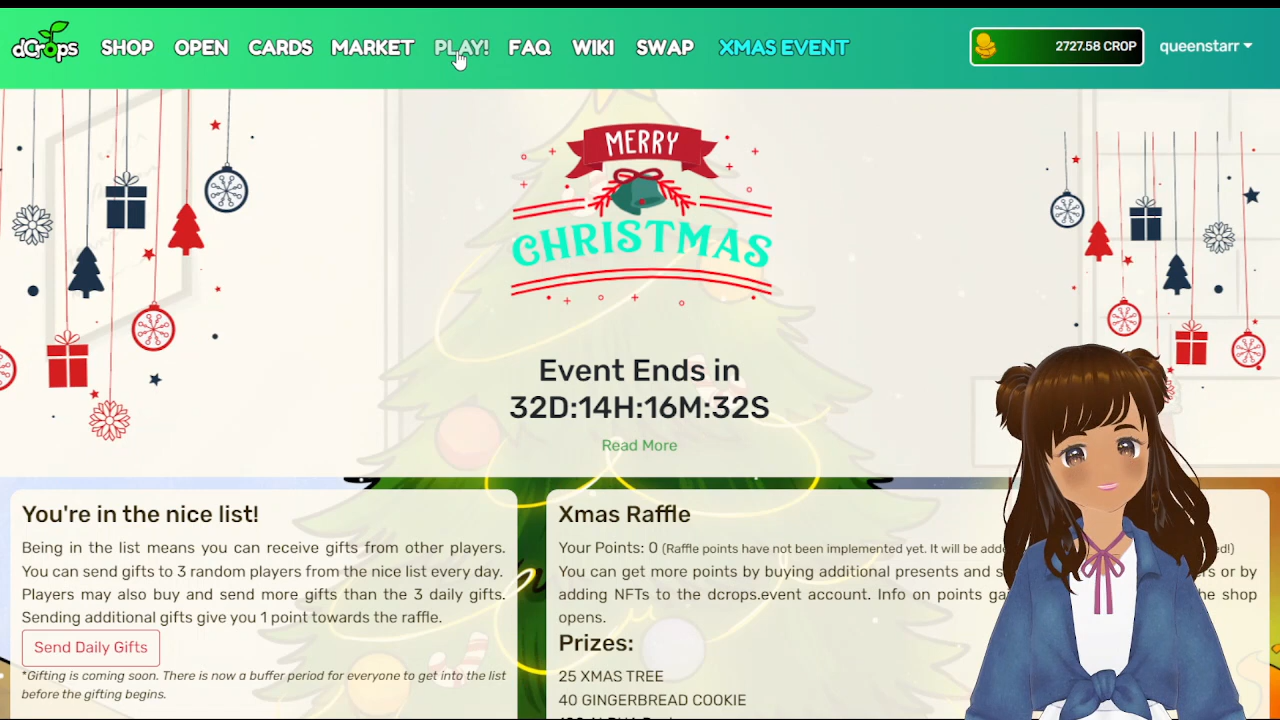 dCrops SHOP OPEN CARDS MARKET PLAY! FAQ WIKI SWAP XMAS EVENT 2727.58 CROP queenstarr
MERRY
CHRISTMAS
Event Ends in
32D:14H:16M:32S
Read More
You're in the nice list!
Being in the list means you can receive gifts from other players.
You can send gifts to 3 random players from the nice list every day.
Players may also buy and send more gifts than the 3 daily gifts.
Sending additional gifts give you 1 point towards the raffle.
Send Daily Gifts
*Gifting is coming soon. There is now a buffer period for everyone to get into the list
before the gifting begins.
Xmas Raffle
Your Points: 0 (Raffle points have not been implemented yet. It will be
You can get more points by buying additional presents and or by
adding NFTs to the dcrops.event account. Info on points shop
opens.
Prizes:
25 XMAS TREE
40 GINGERBREAD COOKIE